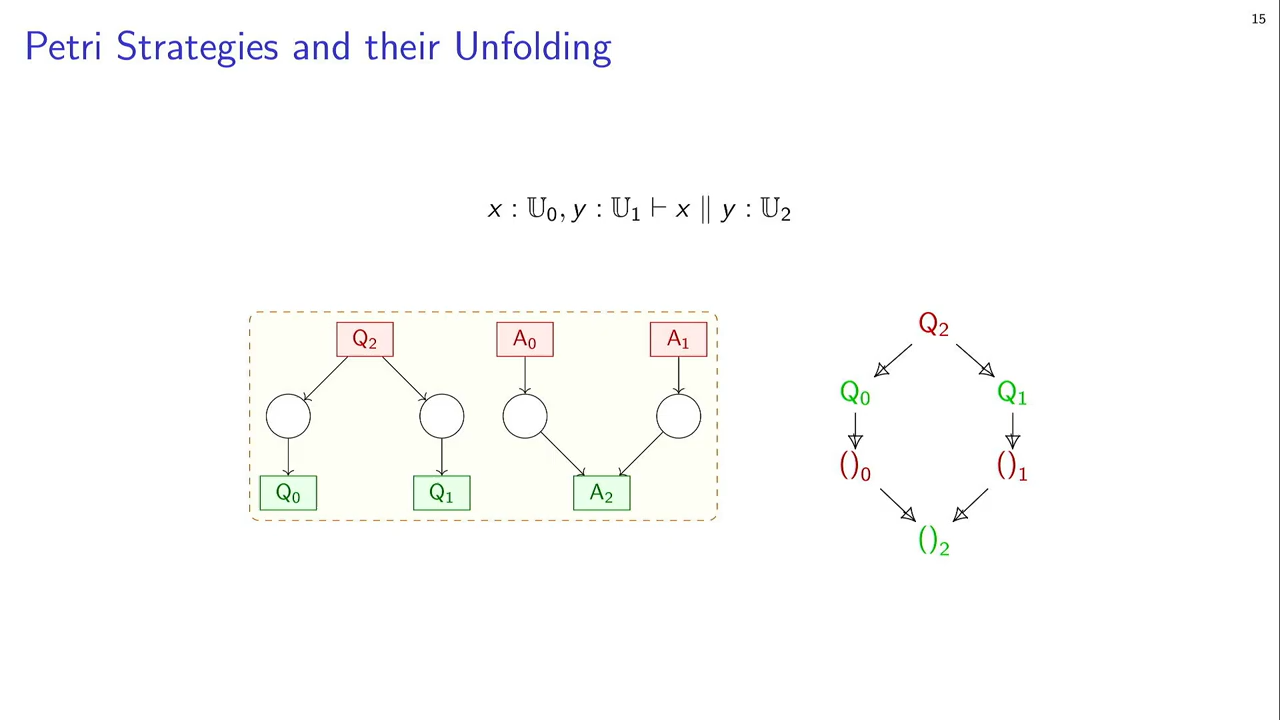 15
Petri Strategies and their Unfolding
x : 𝕌₀, y : 𝕌₁ ⊢ x ∥ y : 𝕌₂
Q₂ A₀ A₁
Q₀ Q₁ A₂
Q₂
Q₀ Q₁
()₀ ()₁
()₂